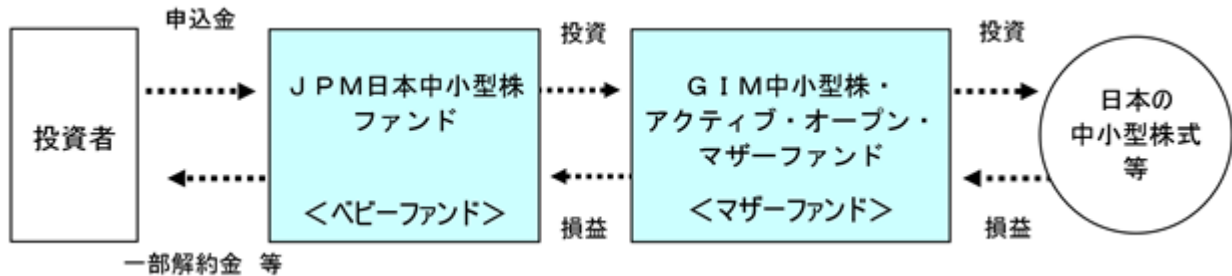 申込金
投資者
一部解約金 等
ＪＰＭ日本中小型株
ファンド
＜ベビーファンド＞
投資
損益
ＧＩＭ中小型株・
アクティブ・オープン・
マザーファンド
＜マザーファンド＞
投資
損益
日本の
中小型株式
等